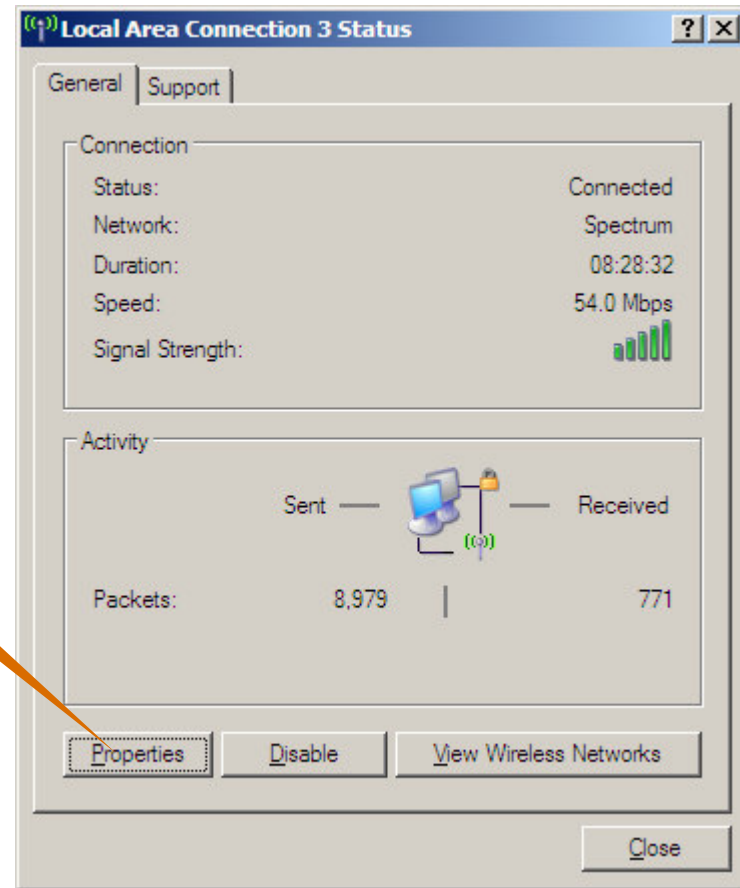 Local Area Connection 3 Status
General Support
Connection
Status: Connected
Network: Spectrum
Duration: 08:28:32
Speed: 54.0 Mbps
Signal Strength:
Activity
Sent Received
Packets: 8,979 771
Properties Disable View Wireless Networks
Close